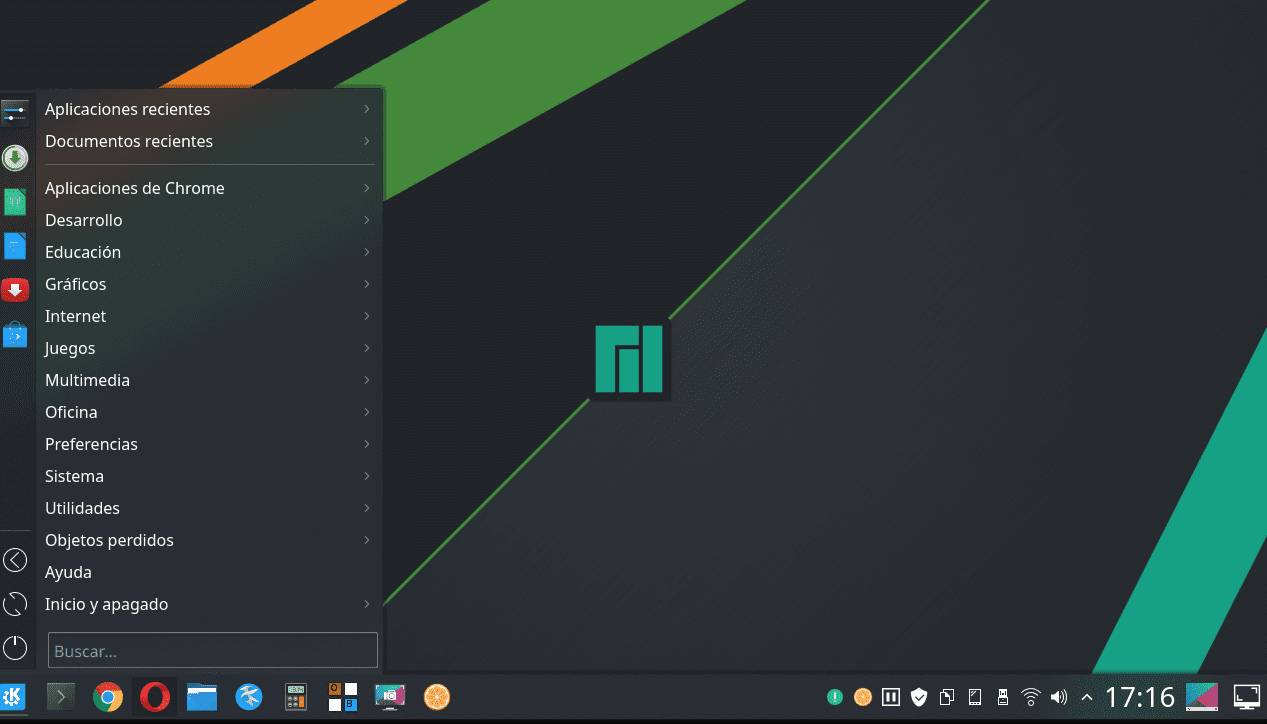 Aplicaciones recientes
Documentos recientes
Aplicaciones de Chrome
Desarrollo
Educación
Gráficos
Internet
Juegos
Multimedia
Oficina
Preferencias
Sistema
Utilidades
Objetos perdidos
Ayuda
Inicio y apagado
Buscar...
17:16